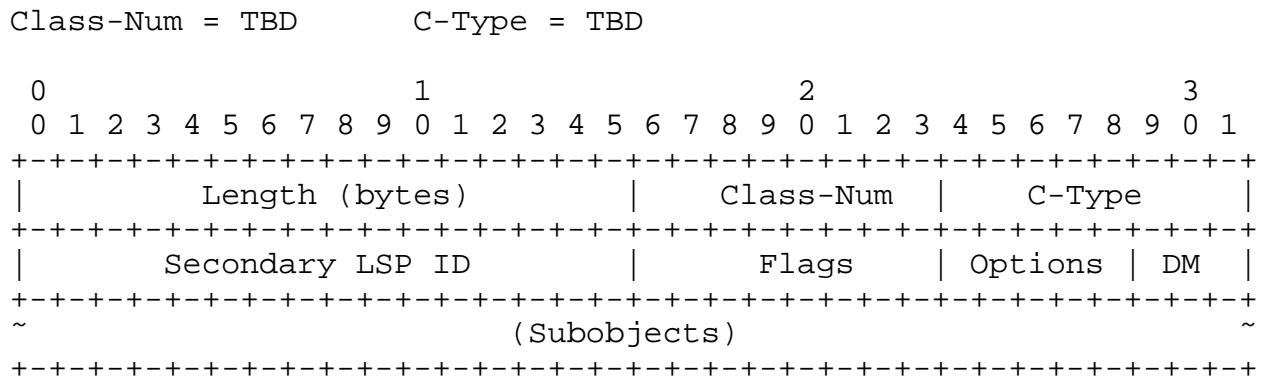 Class-Num = TBD      C-Type = TBD

 0                   1                   2                   3
 0 1 2 3 4 5 6 7 8 9 0 1 2 3 4 5 6 7 8 9 0 1 2 3 4 5 6 7 8 9 0 1
+-+-+-+-+-+-+-+-+-+-+-+-+-+-+-+-+-+-+-+-+-+-+-+-+-+-+-+-+-+-+-+-+
|         Length (bytes)        |    Class-Num  |    C-Type     |
+-+-+-+-+-+-+-+-+-+-+-+-+-+-+-+-+-+-+-+-+-+-+-+-+-+-+-+-+-+-+-+-+
|       Secondary LSP ID        |      Flags    | Options | DM  |
+-+-+-+-+-+-+-+-+-+-+-+-+-+-+-+-+-+-+-+-+-+-+-+-+-+-+-+-+-+-+-+-+
~                         (Subobjects)                          ~
+-+-+-+-+-+-+-+-+-+-+-+-+-+-+-+-+-+-+-+-+-+-+-+-+-+-+-+-+-+-+-+-+